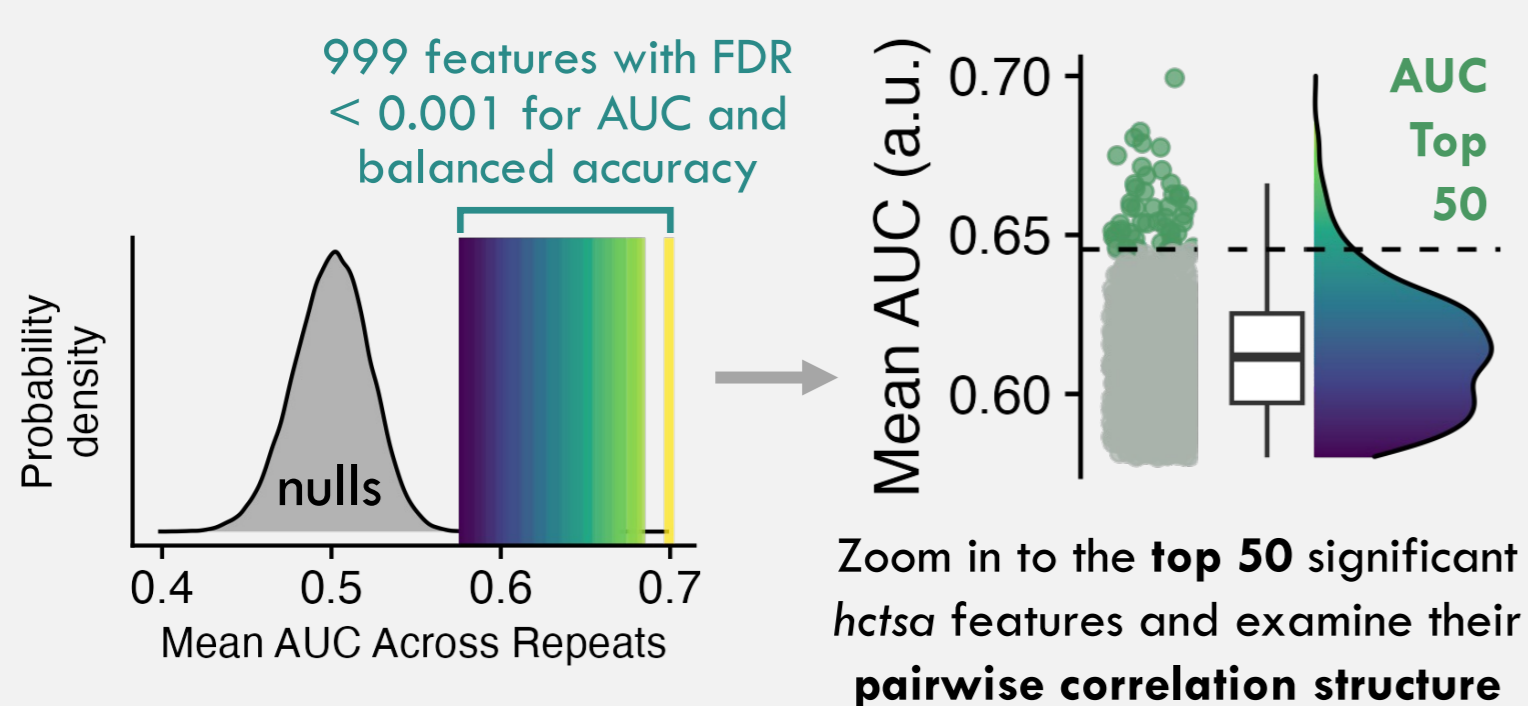 999 features with FDR
< 0.001 for AUC and
balanced accuracy
Probability
density
nulls
0.4
0.5
0.6
0.7
Mean AUC Across Repeats
Mean AUC (a.u.)
0.70
0.65
0.60
AUC
Top
50
Zoom in to the top 50 significant
hctsa features and examine their
pairwise correlation structure